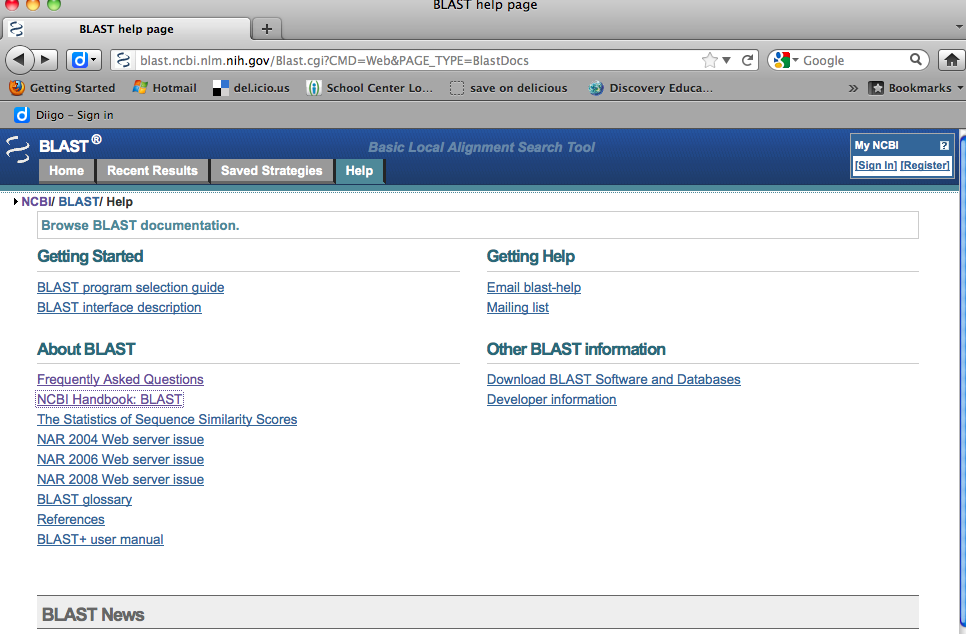 BLAST help page
BLAST help page
blast.ncbi.nlm.nih.gov/Blast.cgi?CMD=Web&PAGE_TYPE=BlastDocs
Google
Getting Started Hotmail del.icio.us School Center Lo... save on delicious Discovery Educa... » Bookmarks
Diigo - Sign in
BLAST® Basic Local Alignment Search Tool
My NCBI ?
[Sign In] [Register]
Home Recent Results Saved Strategies Help
NCBI/ BLAST/ Help
Browse BLAST documentation.
Getting Started
BLAST program selection guide
BLAST interface description
Getting Help
Email blast-help
Mailing list
About BLAST
Frequently Asked Questions
NCBI Handbook: BLAST
The Statistics of Sequence Similarity Scores
NAR 2004 Web server issue
NAR 2006 Web server issue
NAR 2008 Web server issue
BLAST glossary
References
BLAST+ user manual
Other BLAST information
Download BLAST Software and Databases
Developer information
BLAST News